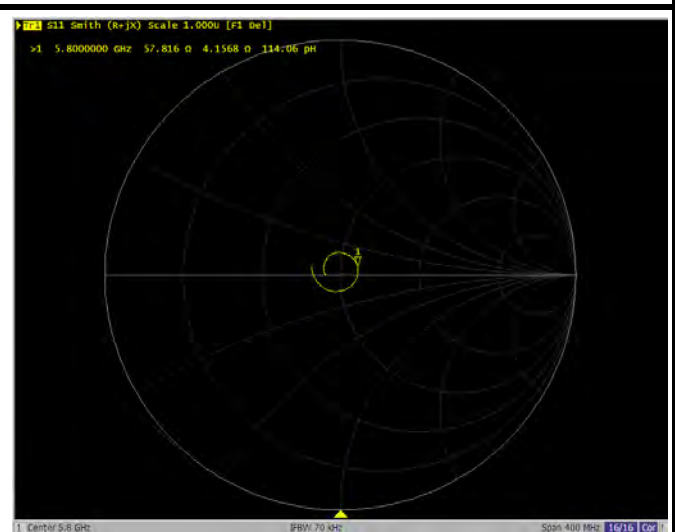 Tr1 S11 Smith (R+jX) Scale 1.000U [F1 Del]
>1 5.8000000 GHz 57.816 Ω 4.1568 Ω 114.06 pH
1
1 Center 5.8 GHz IFBW 70 kHz Span 400 MHz 16/16 Cor !